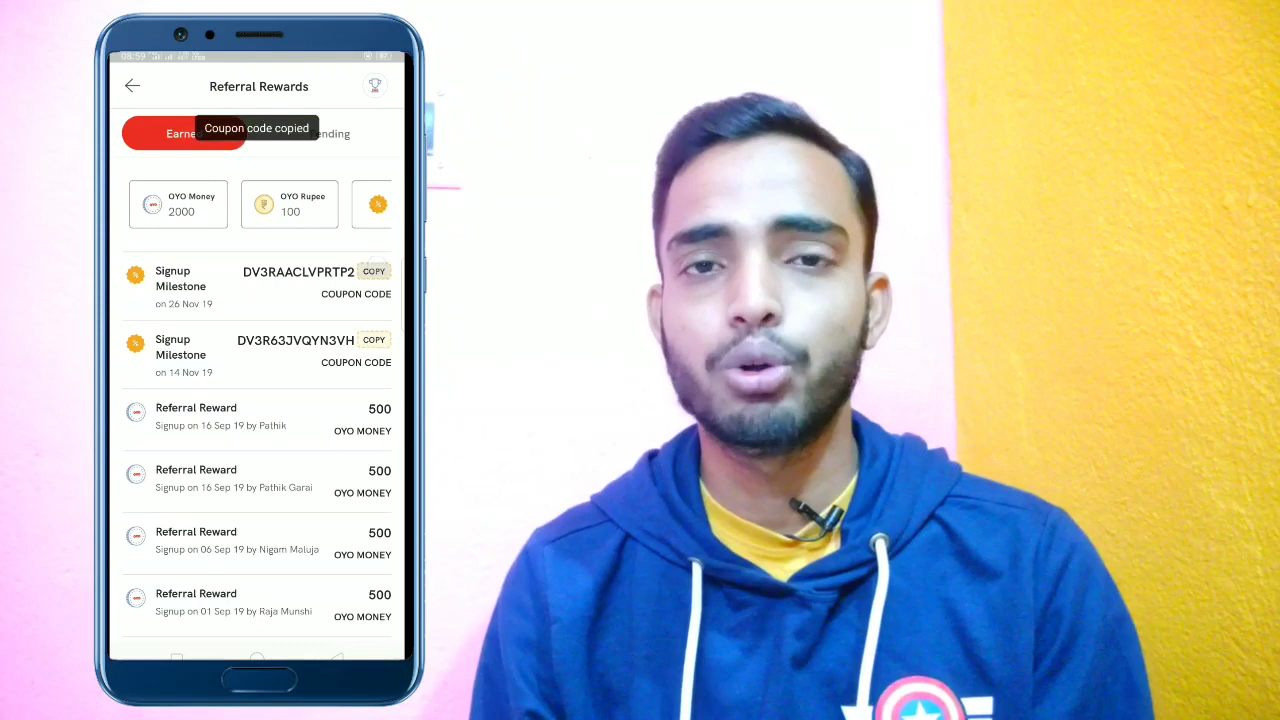 08:59
Referral Rewards
Coupon code copied
OYO Money
2000
OYO Rupee
100
Signup
Milestone
on 26 Nov 19
DV3RAACLVPRTP2
COPY
COUPON CODE
Signup
Milestone
on 14 Nov 19
DV3R63JVQYN3VH
COPY
COUPON CODE
Referral Reward
500
Signup on 16 Sep 19 by Pathik
OYO MONEY
Referral Reward
500
Signup on 16 Sep 19 by Pathik Garai
OYO MONEY
Referral Reward
500
Signup on 06 Sep 19 by Nigam Maluja
OYO MONEY
Referral Reward
500
Signup on 01 Sep 19 by Raja Munshi
OYO MONEY